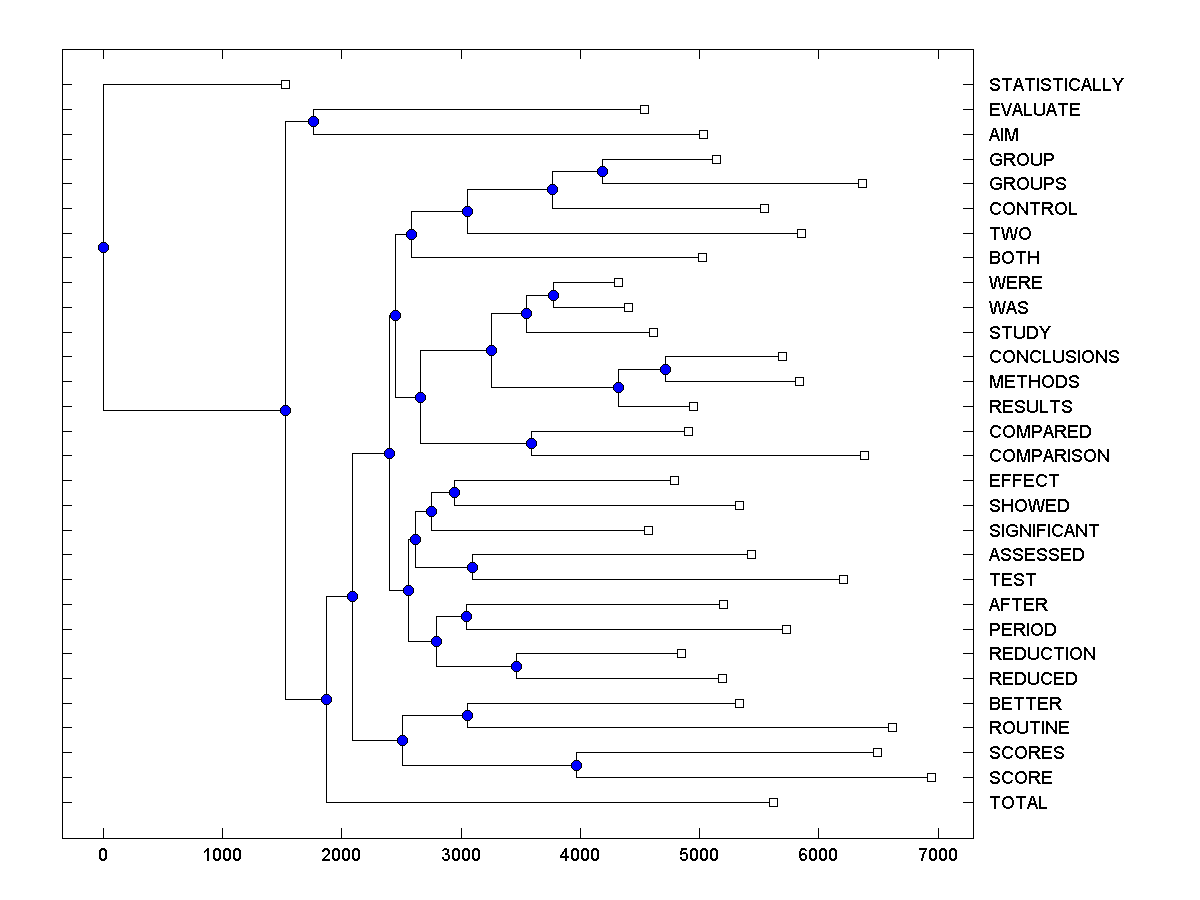 STATISTICALLY
EVALUATE
AIM
GROUP
GROUPS
CONTROL
TWO
BOTH
WERE
WAS
STUDY
CONCLUSIONS
METHODS
RESULTS
COMPARED
COMPARISON
EFFECT
SHOWED
SIGNIFICANT
ASSESSED
TEST
AFTER
PERIOD
REDUCTION
REDUCED
BETTER
ROUTINE
SCORES
SCORE
TOTAL
0 1000 2000 3000 4000 5000 6000 7000